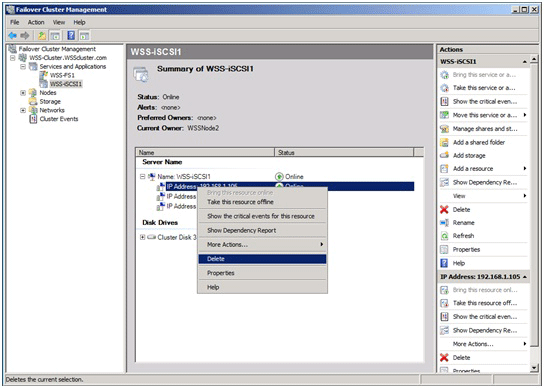 Failover Cluster Management
File Action View Help
Failover Cluster Management
WSS-Cluster.WSScluster.com
Services and Applications
WSS-FS1
WSS-iSCSI1
Nodes
Storage
Networks
Cluster Events
WSS-iSCSI1
Summary of WSS-iSCSI1
Status: Online
Alerts: <none>
Preferred Owners: <none>
Current Owner: WSSNode2
Name Status
Server Name
Name: WSS-iSCSI1 Online
IP Address: 192.168.1.105 Online
IP Address
IP Address
Disk Drives
Cluster Disk 3
Bring this resource online
Take this resource offline
Show the critical events for this resource
Show Dependency Report
More Actions...
Delete
Properties
Help
Actions
WSS-iSCSI1
Bring this service or a...
Take this service or a...
Show the critical even...
Move this service or a...
Manage shares and st...
Add a shared folder
Add storage
Add a resource
Show Dependency Re...
View
Delete
Rename
Refresh
Properties
Help
IP Address: 192.168.1.105
Bring this resource onl...
Take this resource off...
Show the critical even...
Show Dependency Re...
More Actions...
Delete
Properties
Deletes the current selection.